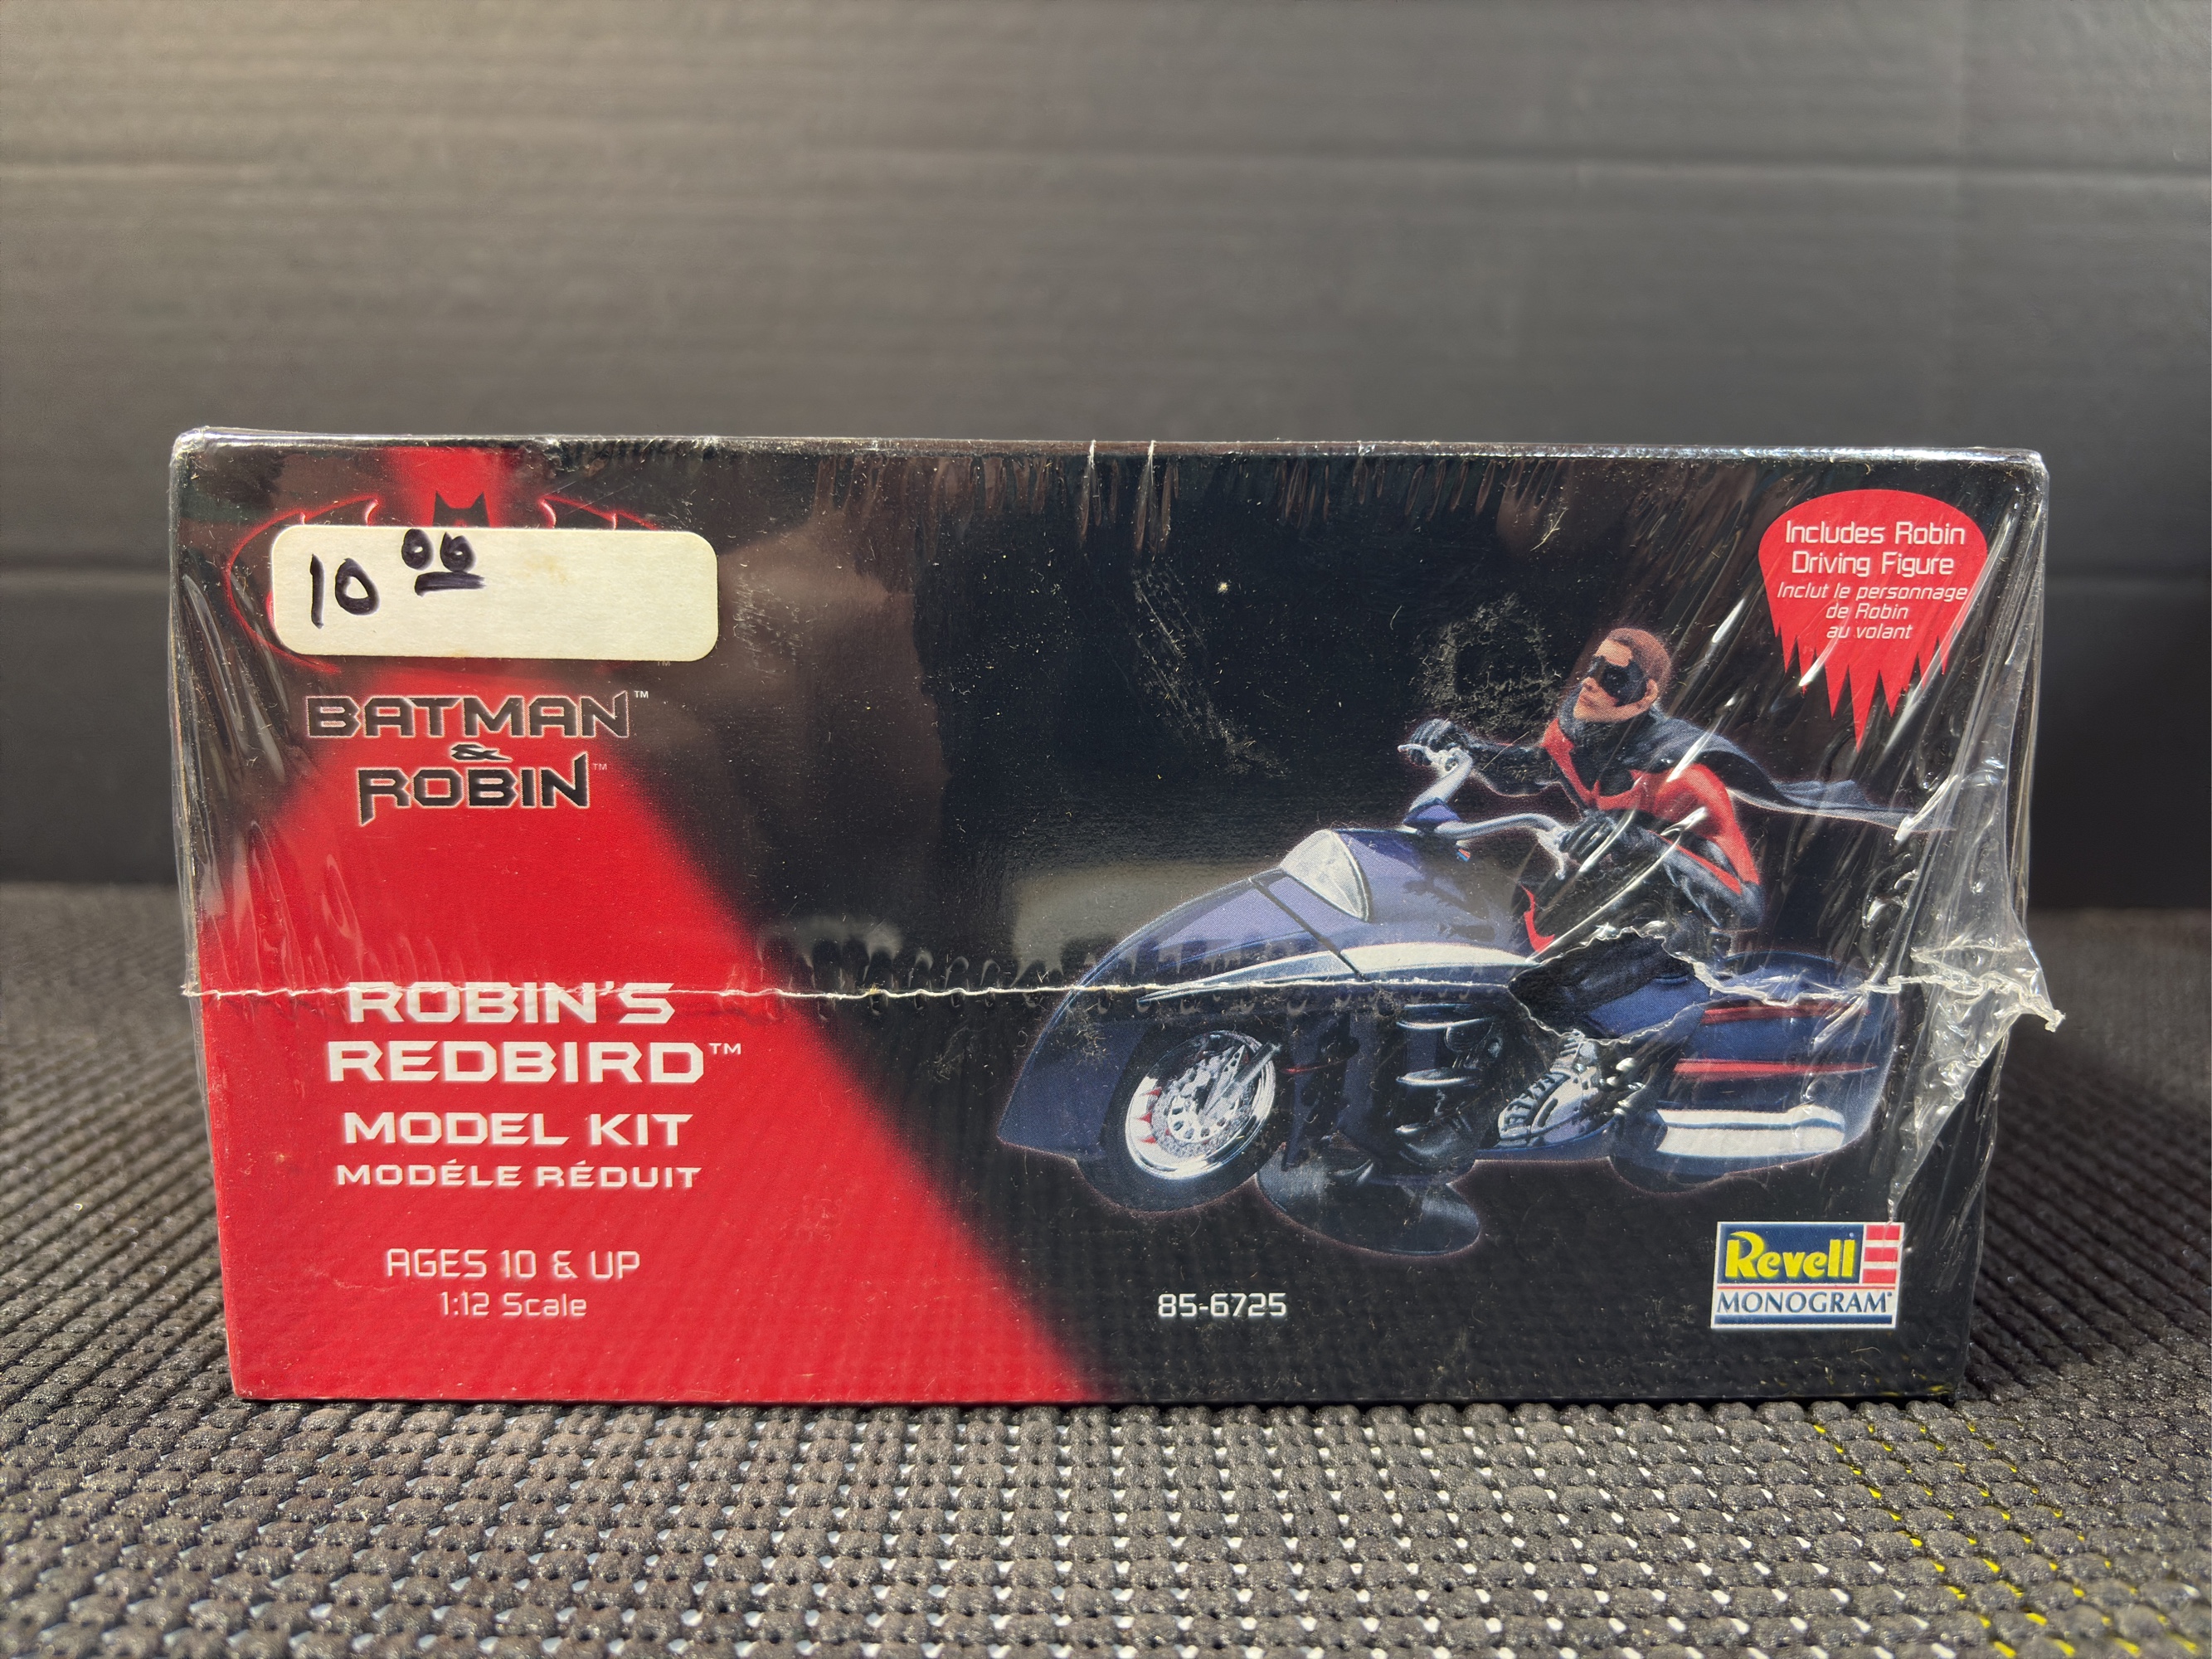 10 00
BATMAN™
&
ROBIN™
ROBIN'S
REDBIRD™
MODEL KIT
MODÉLE RÉDUIT
AGES 10 & UP
1:12 Scale
Includes Robin
Driving Figure
Inclut le personnage
de Robin
au volant
85-6725
Revell
MONOGRAM